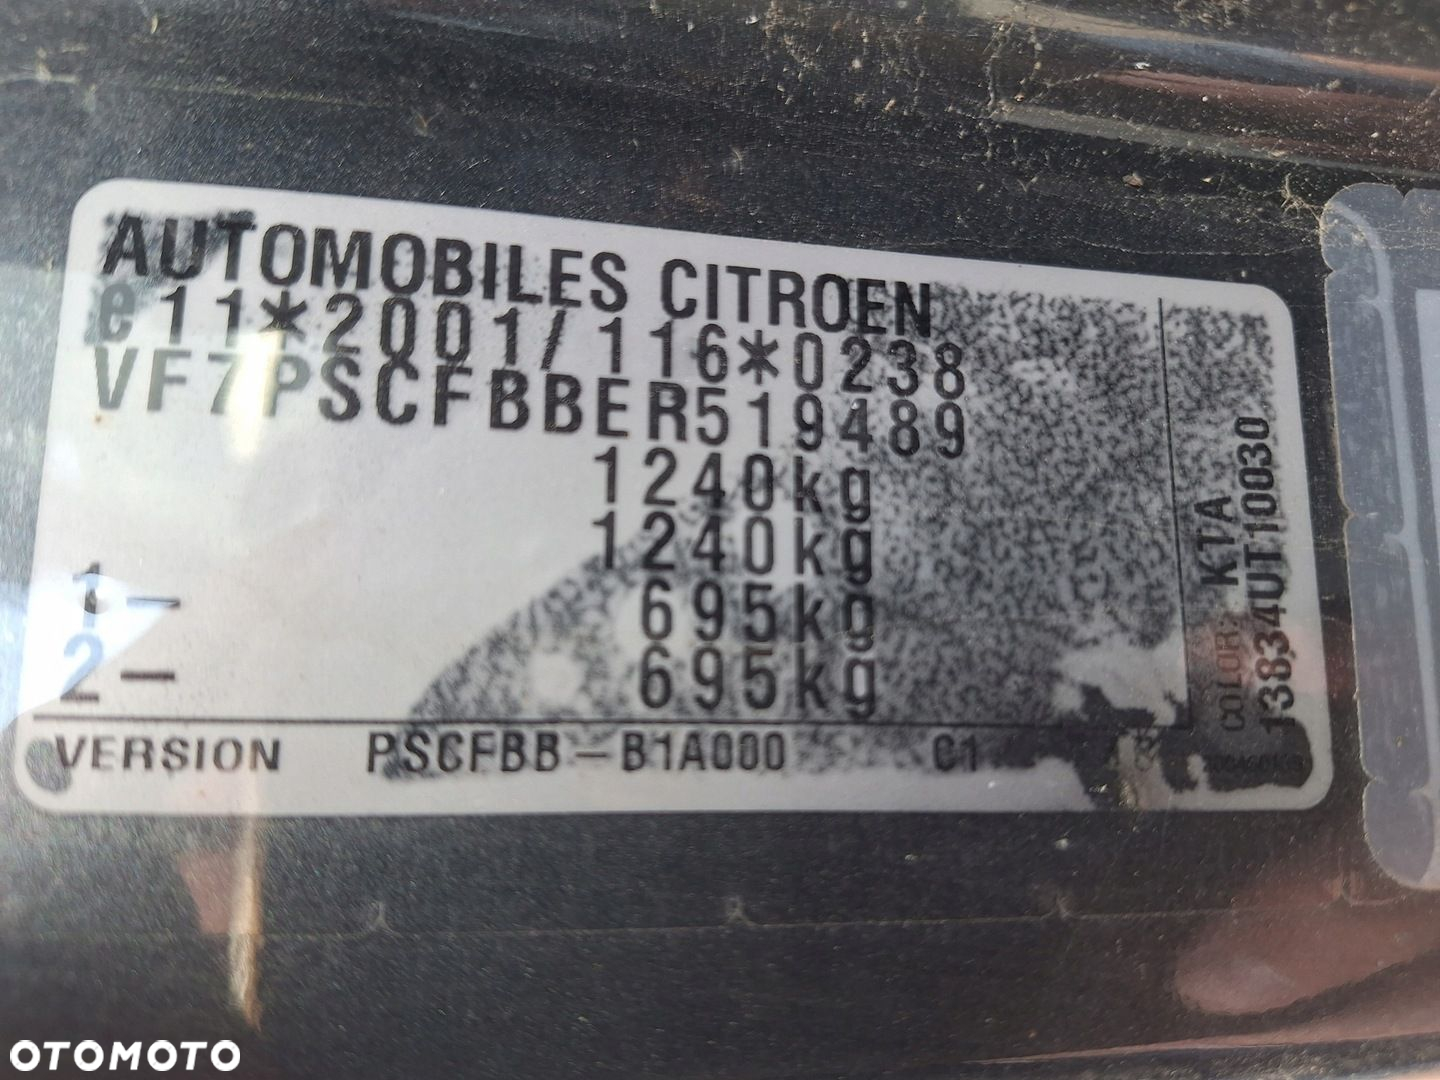 AUTOMOBILES CITROEN
e11*2001/116*0238
VF7PSCFBBER519489
1240kg
1240kg
1– 695kg
2– 695kg
VERSION PSCFBB–B1A000 C1
COLOR: KTA
13834UT10030
OTOMOTO